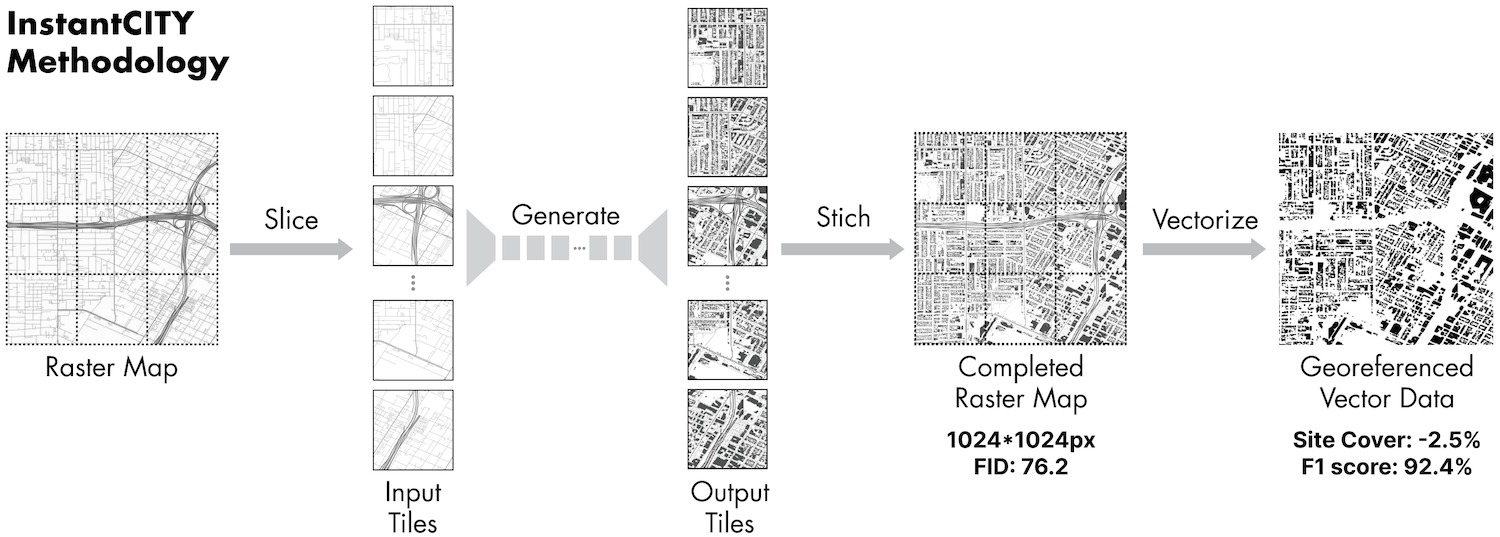 InstantCITY
Methodology
Raster Map
Slice
Input
Tiles
Generate
Output
Tiles
Stich
Completed
Raster Map
1024*1024px
FID: 76.2
Vectorize
Georeferenced
Vector Data
Site Cover: -2.5%
F1 score: 92.4%